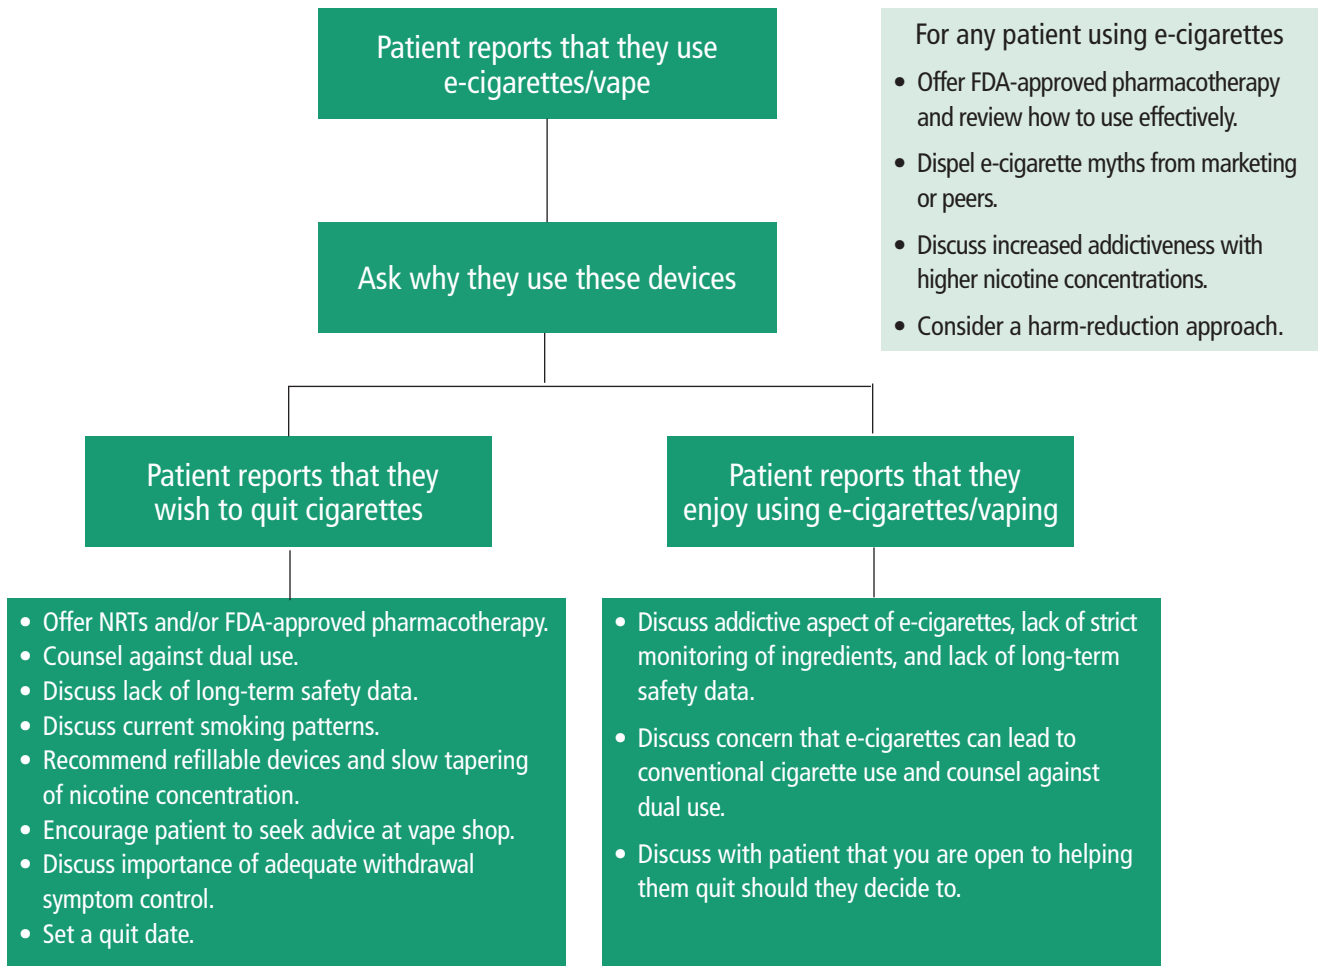 Patient reports that they use
e-cigarettes/vape
For any patient using e-cigarettes
• Offer FDA-approved pharmacotherapy
and review how to use effectively.
• Dispel e-cigarette myths from marketing
or peers.
• Discuss increased addictiveness with
higher nicotine concentrations.
• Consider a harm-reduction approach.
Ask why they use these devices
Patient reports that they
wish to quit cigarettes
Patient reports that they
enjoy using e-cigarettes/vaping
• Offer NRTs and/or FDA-approved pharmacotherapy.
• Counsel against dual use.
• Discuss lack of long-term safety data.
• Discuss current smoking patterns.
• Recommend refillable devices and slow tapering
of nicotine concentration.
• Encourage patient to seek advice at vape shop.
• Discuss importance of adequate withdrawal
symptom control.
• Set a quit date.
• Discuss addictive aspect of e-cigarettes, lack of strict
monitoring of ingredients, and lack of long-term
safety data.
• Discuss concern that e-cigarettes can lead to
conventional cigarette use and counsel against
dual use.
• Discuss with patient that you are open to helping
them quit should they decide to.